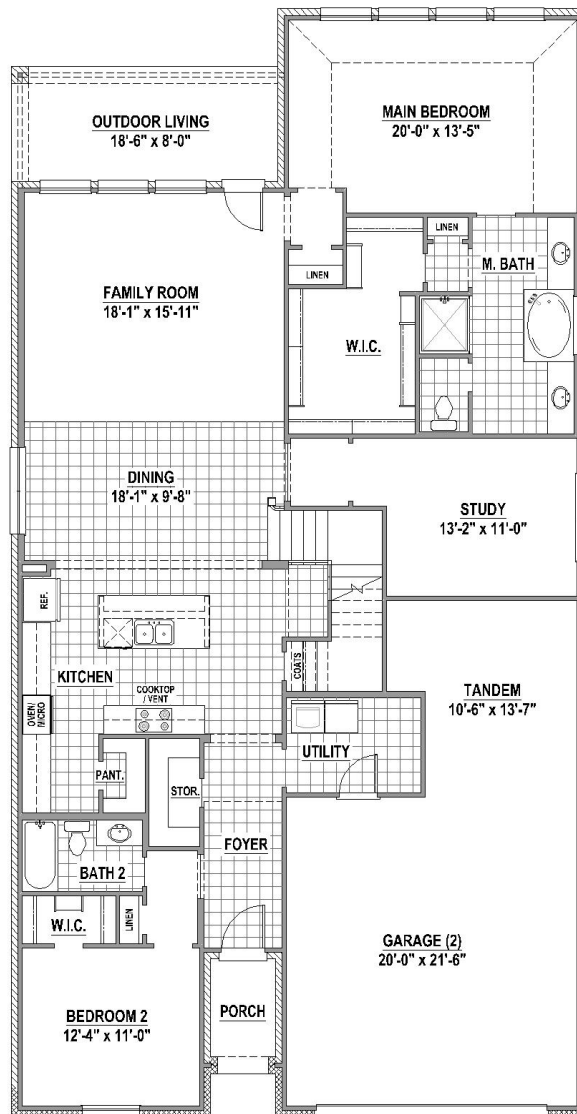 MAIN BEDROOM
20'-0" x 13'-5"
OUTDOOR LIVING
18'-6" x 8'-0"
LINEN
M. BATH
LINEN
FAMILY ROOM
18'-1" x 15'-11"
W.I.C.
DINING
18'-1" x 9'-8"
STUDY
13'-2" x 11'-0"
REF.
KITCHEN
COATS
TANDEM
10'-6" x 13'-7"
COOKTOP
/ VENT
OVEN/
MICRO
UTILITY
PANT.
STOR.
FOYER
BATH 2
W.I.C.
LINEN
GARAGE (2)
20'-0" x 21'-6"
PORCH
BEDROOM 2
12'-4" x 11'-0"